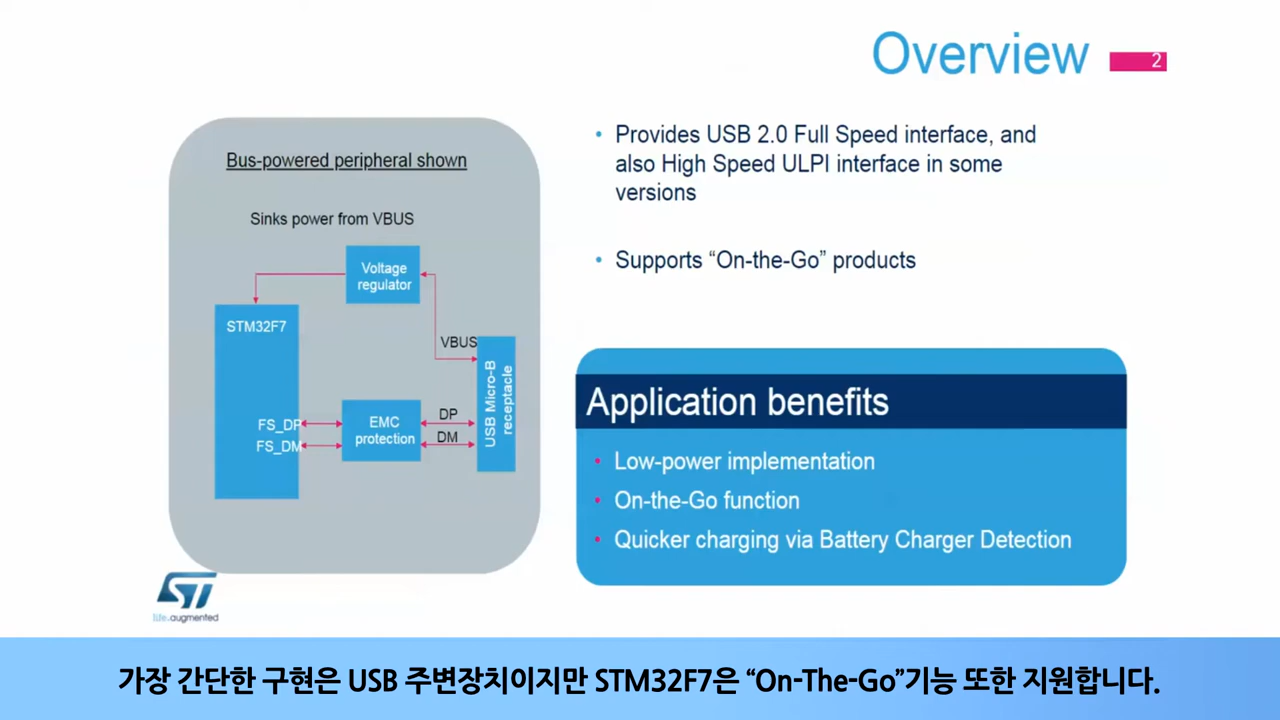 Overview
2
Bus-powered peripheral shown
Sinks power from VBUS
Voltage
regulator
STM32F7
VBUS
USB Micro-B
receptacle
FS_DP
FS_DM
EMC
protection
DP
DM
• Provides USB 2.0 Full Speed interface, and
also High Speed ULPI interface in some
versions
• Supports “On-the-Go” products
Application benefits
• Low-power implementation
• On-the-Go function
• Quicker charging via Battery Charger Detection
ST
life.augmented
가장 간단한 구현은 USB 주변장치이지만 STM32F7은 “On-The-Go”기능 또한 지원합니다.